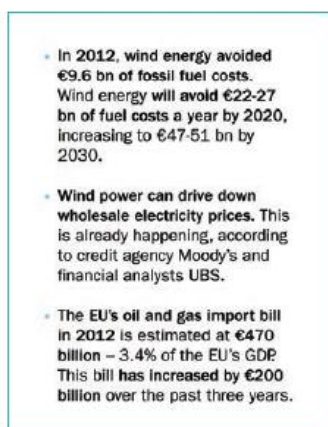 • In 2012, wind energy avoided
€9.6 bn of fossil fuel costs.
Wind energy will avoid €22-27
bn of fuel costs a year by 2020,
increasing to €47-51 bn by
2030.
• Wind power can drive down
wholesale electricity prices. This
is already happening, according
to credit agency Moody's and
financial analysts UBS.
• The EU's oil and gas import bill
in 2012 is estimated at €470
billion – 3.4% of the EU's GDP.
This bill has increased by €200
billion over the past three years.